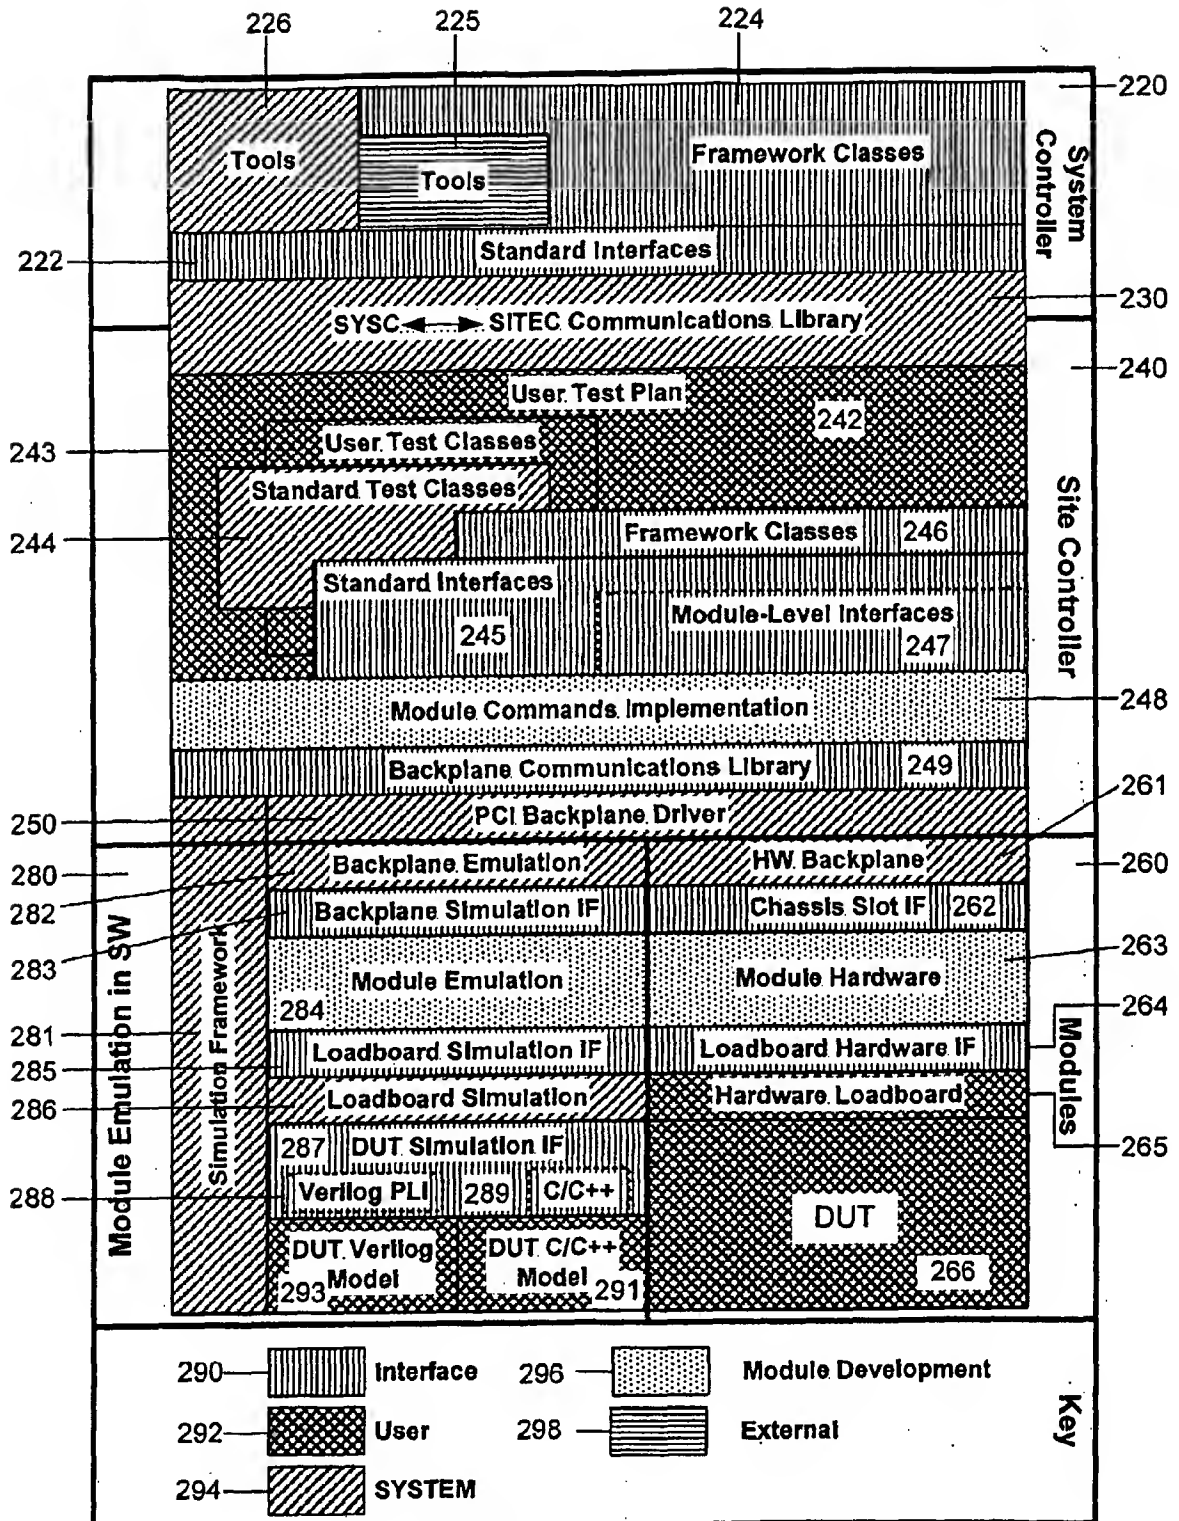 226 225 224
220
Tools
Tools
Framework Classes
System Controller
222
Standard Interfaces
230
SYSC SITEC Communications Library
240
User Test Plan
242
243
User Test Classes
Standard Test Classes
244
Framework Classes 246
Standard Interfaces
245
Module-Level Interfaces
247
Site Controller
248
Module Commands Implementation
Backplane Communications Library 249
261
250
PCI Backplane Driver
280
Backplane Emulation
HW Backplane
260
282
Backplane Simulation IF
Chassis Slot IF 262
283
263
Module Emulation
Module Hardware
284
264
281
Loadboard Simulation IF
Loadboard Hardware IF
285
Loadboard Simulation
Hardware Loadboard
286
Modules
265
287 DUT Simulation IF
288
Verilog PLI 289 C/C++
DUT
DUT Verilog Model
293
DUT C/C++ Model
291
266
Simulation Framework
Module Emulation in SW
290 Interface
296 Module Development
292 User
298 External
294 SYSTEM
Key